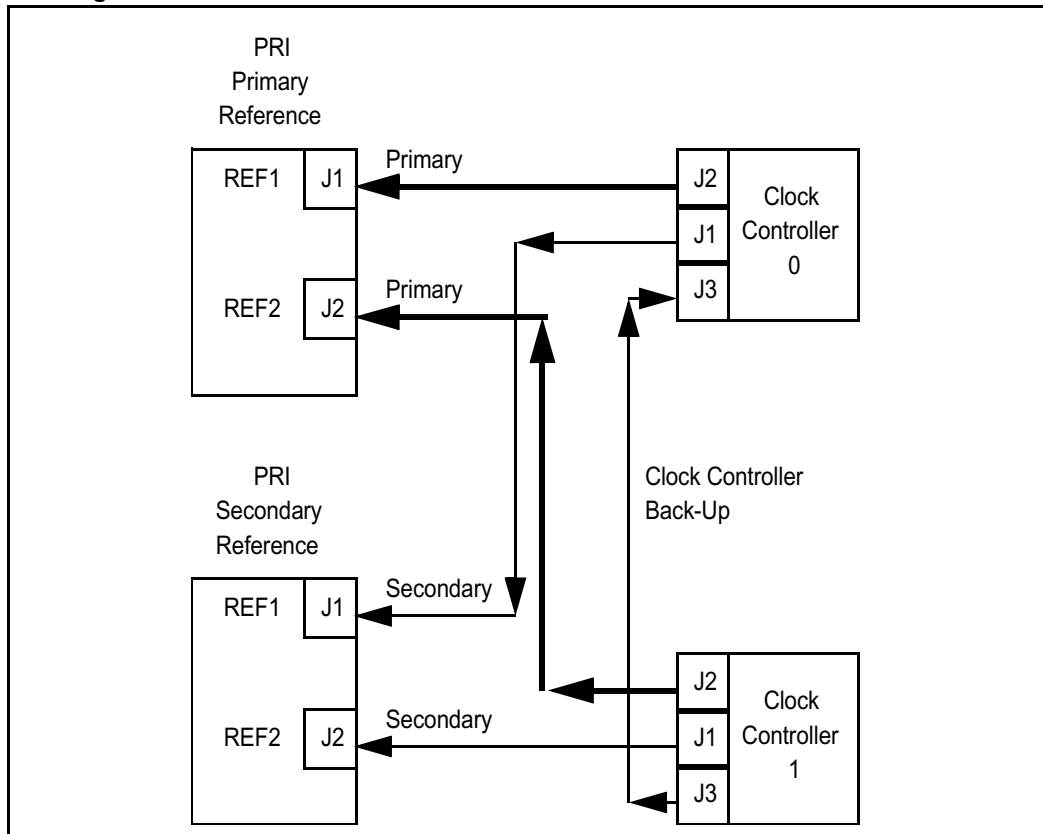 PRI
Primary
Reference
REF1
J1
Primary
J2
J1
J3
Clock
Controller
0
REF2
J2
Primary
Clock Controller
Back-Up
PRI
Secondary
Reference
REF1
J1
Secondary
REF2
J2
Secondary
J2
J1
J3
Clock
Controller
1